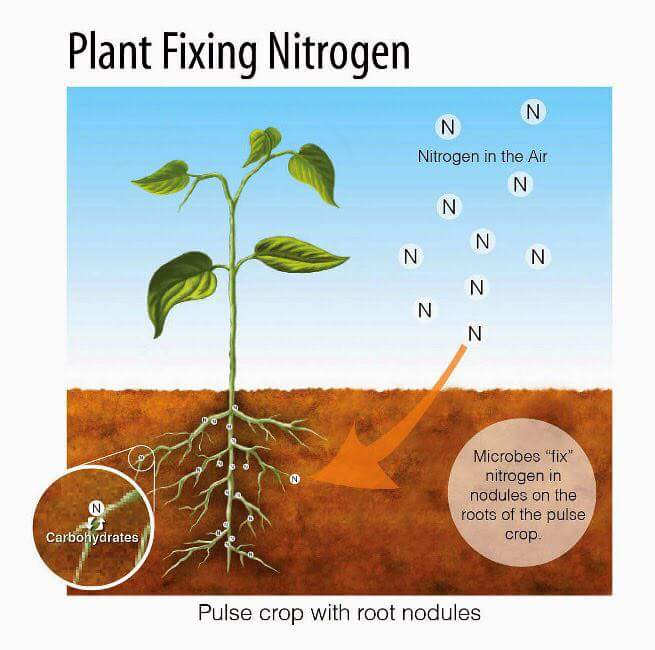 Plant Fixing Nitrogen
N
N
Nitrogen in the Air
N
N
N
N
N
N
N
N
Microbes “fix”
nitrogen in
nodules on the
roots of the pulse
crop.
N
N
Carbohydrates
Pulse crop with root nodules